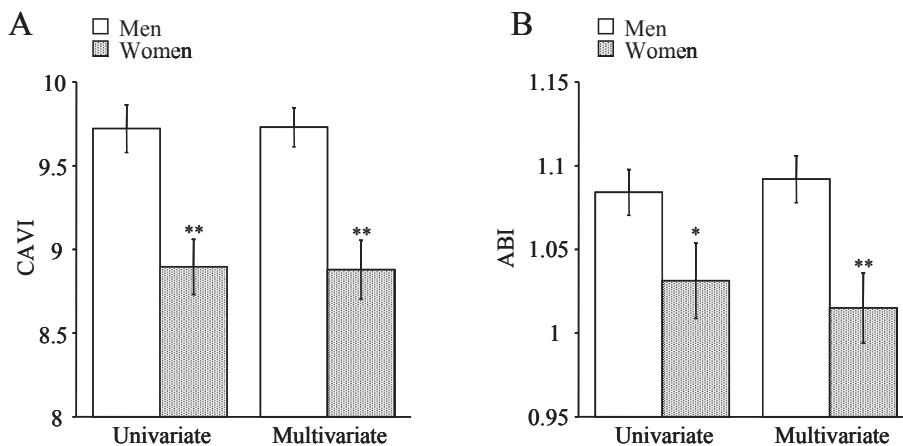 A
Men
Women
10
9.5
9
8.5
8
CAVI
**
**
Univariate
Multivariate
B
Men
Women
1.15
1.1
1.05
1
0.95
ABI
*
**
Univariate
Multivariate